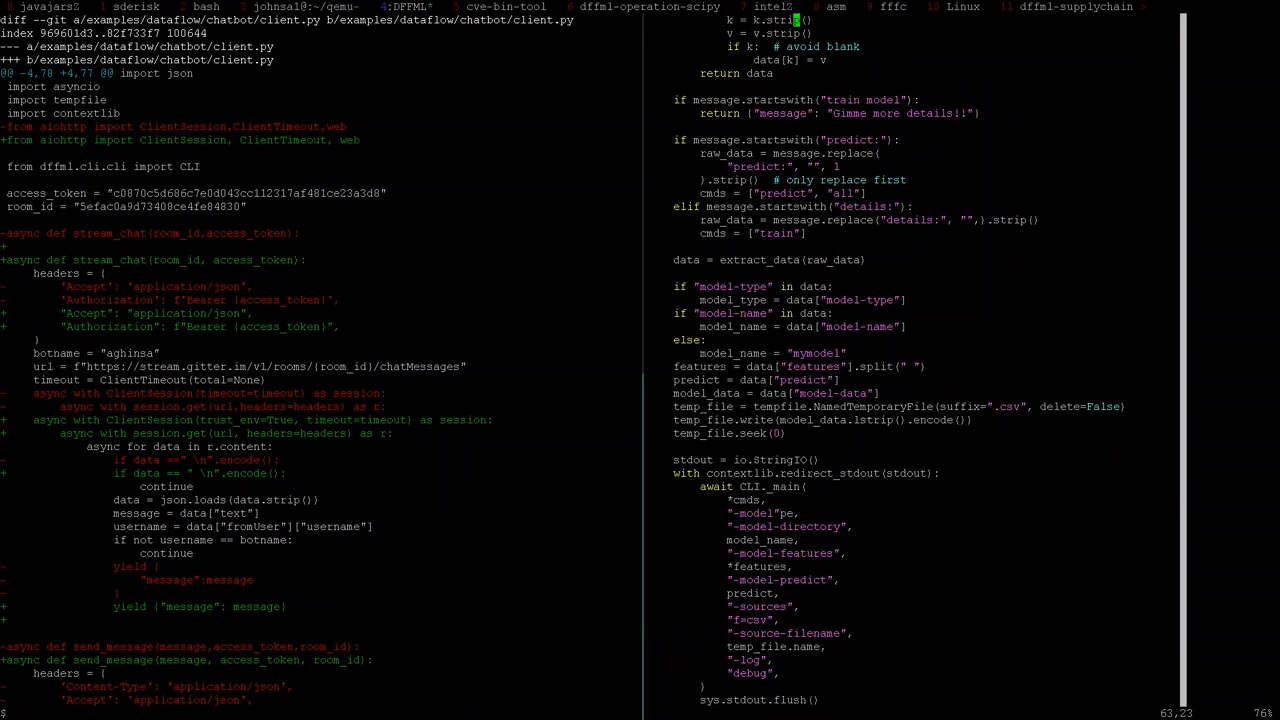 0 javajarsZ  1 sderisk  2 bash  3 johnsal@:~/qemu-  4:DFFML*  5 cve-bin-tool  6 dffml-operation-scipy  7 intelZ  8 asm  9 fffc  10 Linux  11 dffml-supplychain >
diff --git a/examples/dataflow/chatbot/client.py b/examples/dataflow/chatbot/client.py
index 969601d3..82f733f7 100644
--- a/examples/dataflow/chatbot/client.py
+++ b/examples/dataflow/chatbot/client.py
@@ -4,78 +4,77 @@ import json
 import asyncio
 import tempfile
 import contextlib
-from aiohttp import ClientSession,ClientTimeout,web
+from aiohttp import ClientSession, ClientTimeout, web
 from dffml.cli.cli import CLI
 access_token = "c0870c5d686c7e0d043cc112317af481ce23a3d8"
 room_id = "5efac0a9d73408ce4fe84830"
-async def stream_chat(room_id,access_token):
+
+async def stream_chat(room_id, access_token):
     headers = {
-        'Accept': 'application/json',
-        'Authorization': f'Bearer {access_token}',
+        "Accept": "application/json",
+        "Authorization": f"Bearer {access_token}",
     }
     botname = "aghinsa"
     url = f"https://stream.gitter.im/v1/rooms/{room_id}/chatMessages"
     timeout = ClientTimeout(total=None)
-    async with ClientSession(timeout=timeout) as session:
-        async with session.get(url,headers=headers) as r:
+    async with ClientSession(trust_env=True, timeout=timeout) as session:
+        async with session.get(url, headers=headers) as r:
             async for data in r.content:
-                if data ==" \n".encode():
+                if data == " \n".encode():
                     continue
                 data = json.loads(data.strip())
                 message = data["text"]
                 username = data["fromUser"]["username"]
                 if not username == botname:
                     continue
-                yield {
-                    "message":message
-                }
+                yield {"message": message}
+
-async def send_message(message,access_token,room_id):
+async def send_message(message, access_token, room_id):
     headers = {
-        'Content-Type': 'application/json',
-        'Accept': 'application/json',
$
            k = k.strip()
            v = v.strip()
            if k:  # avoid blank
                data[k] = v
        return data
    if message.startswith("train model"):
        return {"message": "Gimme more details!!"}
    if message.startswith("predict:"):
        raw_data = message.replace(
            "predict:", "", 1
        ).strip()  # only replace first
        cmds = ["predict", "all"]
    elif message.startswith("details:"):
        raw_data = message.replace("details:", "",).strip()
        cmds = ["train"]
    data = extract_data(raw_data)
    if "model-type" in data:
        model_type = data["model-type"]
    if "model-name" in data:
        model_name = data["model-name"]
    else:
        model_name = "mymodel"
    features = data["features"].split(" ")
    predict = data["predict"]
    model_data = data["model-data"]
    temp_file = tempfile.NamedTemporaryFile(suffix=".csv", delete=False)
    temp_file.write(model_data.lstrip().encode())
    temp_file.seek(0)
    stdout = io.StringIO()
    with contextlib.redirect_stdout(stdout):
        await CLI._main(
            *cmds,
            "-model"pe,
            "-model-directory",
            model_name,
            "-model-features",
            *features,
            "-model-predict",
            predict,
            "-sources",
            "f=csv",
            "-source-filename",
            temp_file.name,
            "-log",
            "debug",
        )
        sys.stdout.flush()
63,23 76%